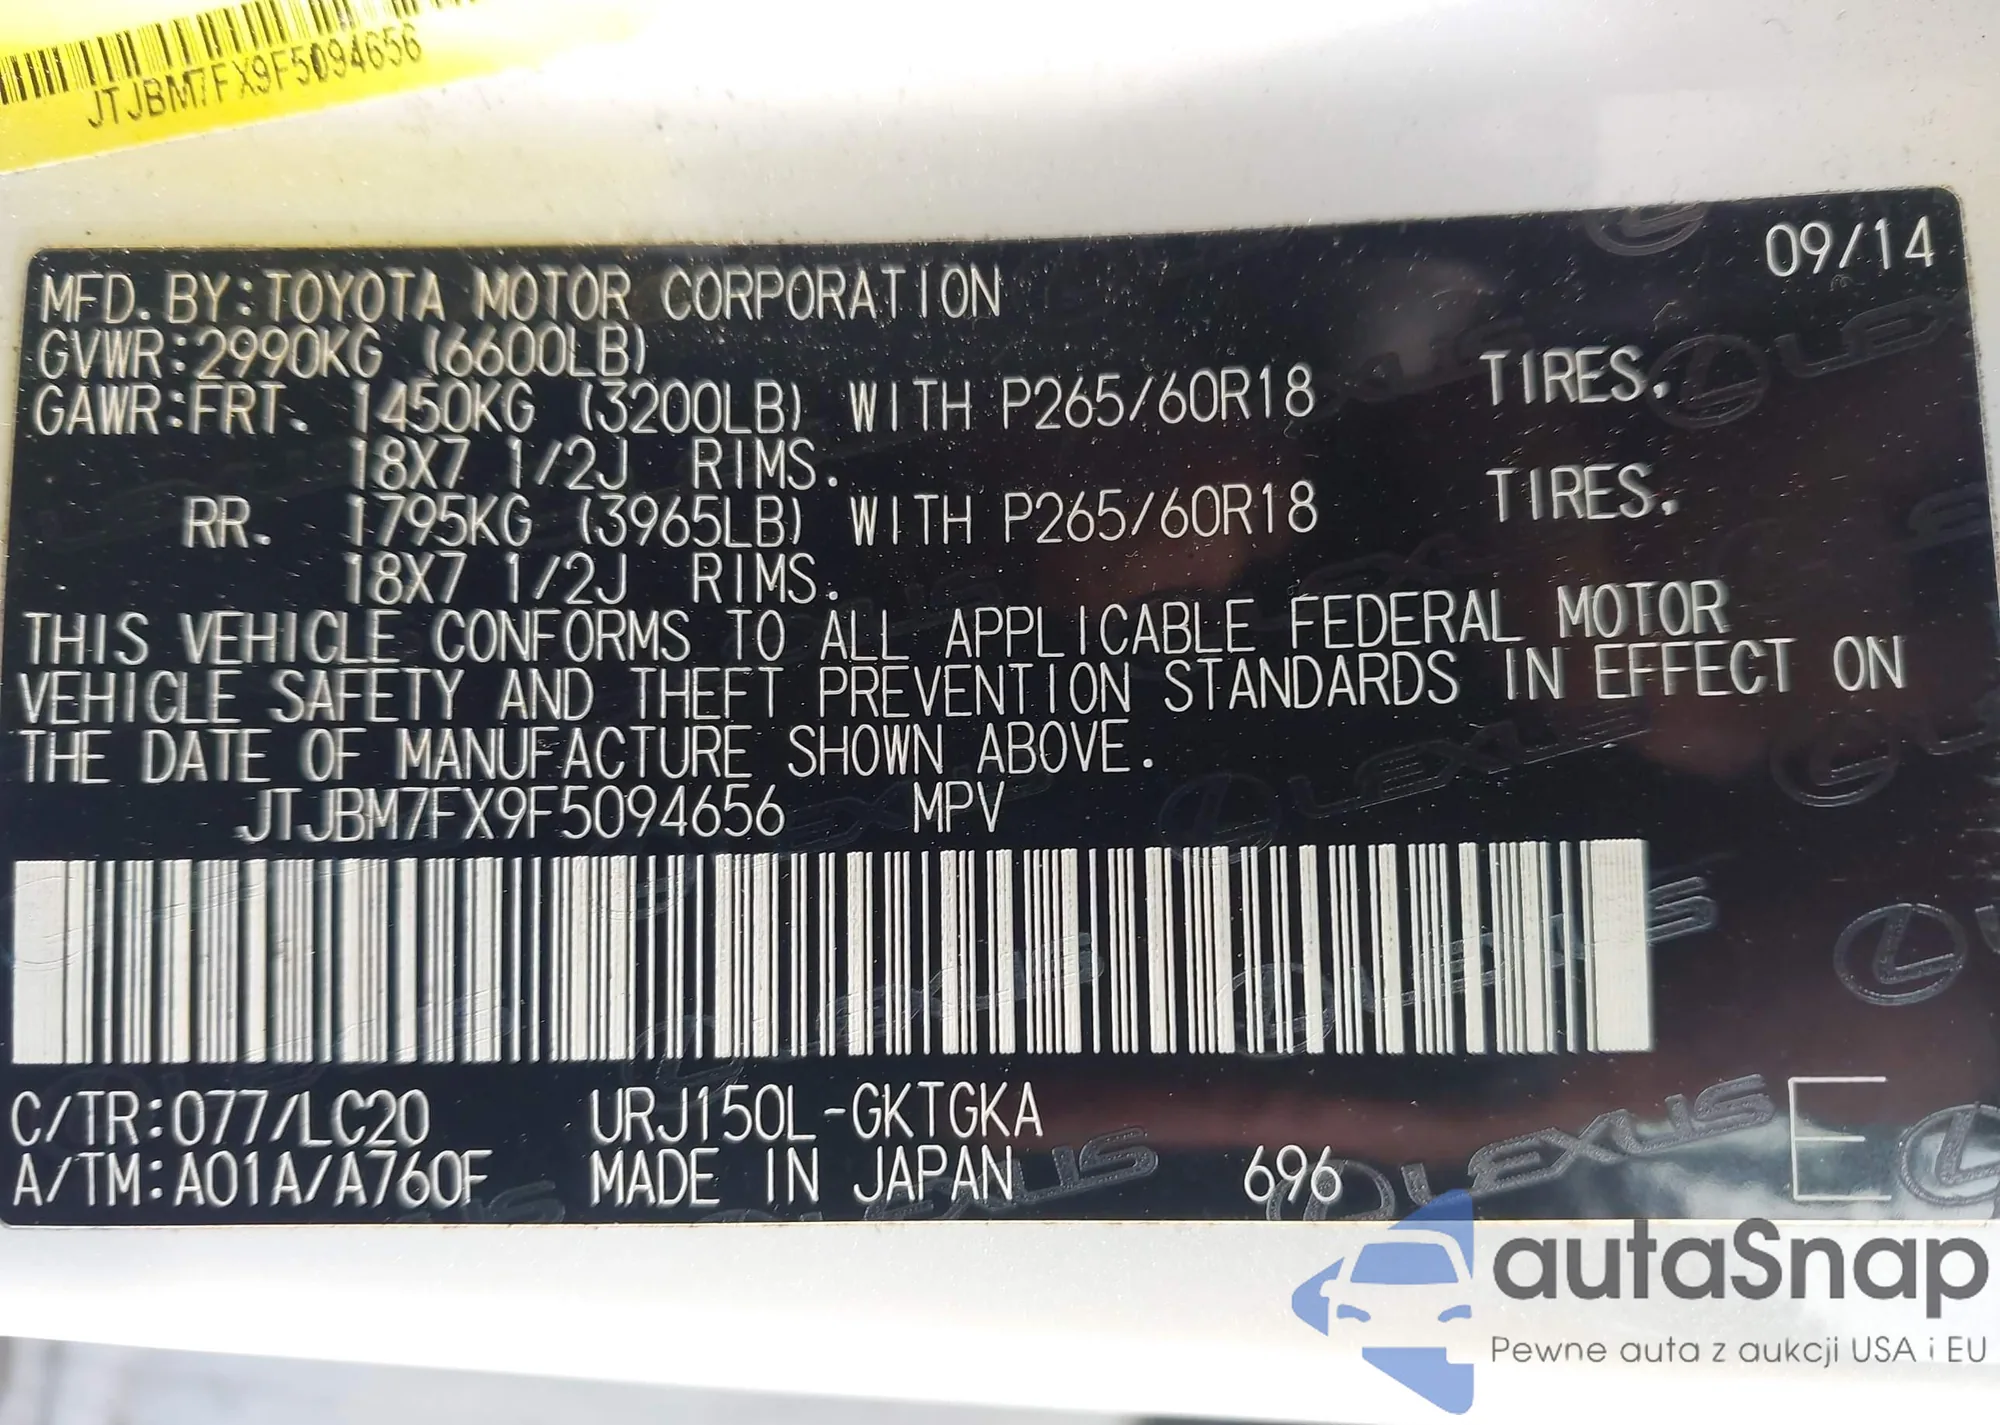 JTJBM7FX9F5094656
09/14
MFD. BY:TOYOTA MOTOR CORPORATION
GVWR:2990KG (6600LB)
GAWR:FRT. 1450KG (3200LB) WITH P265/60R18 TIRES.
18X7 1/2J RIMS.
RR. 1795KG (3965LB) WITH P265/60R18 TIRES.
18X7 1/2J RIMS.
THIS VEHICLE CONFORMS TO ALL APPLICABLE FEDERAL MOTOR
VEHICLE SAFETY AND THEFT PREVENTION STANDARDS IN EFFECT ON
THE DATE OF MANUFACTURE SHOWN ABOVE.
JTJBM7FX9F5094656 MPV
C/TR:077/LC20 URJ150L-GKTGKA
A/TM:A01A/A760F MADE IN JAPAN 696 E
LEXUS
autaSnap
Pewne auta z aukcji USA i EU